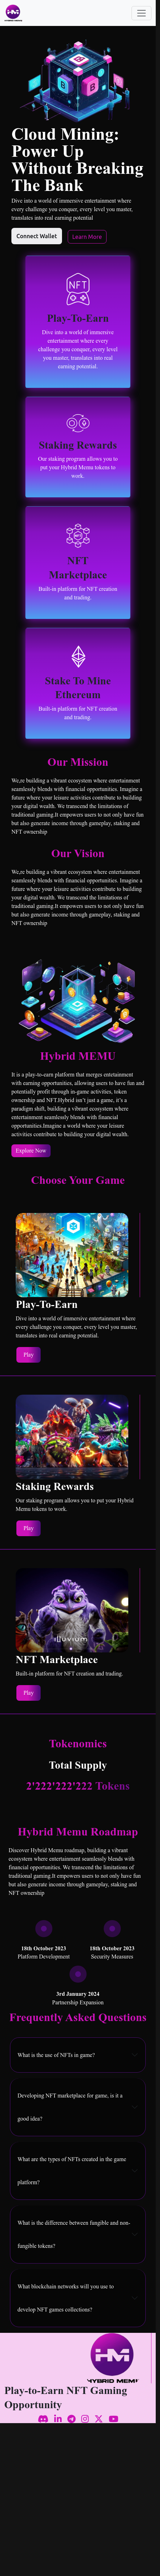 HM
HYBRID MEMU
Cloud Mining:
Power Up
Without Breaking
The Bank
Dive into a world of immersive entertainment where
every challenge you conquer, every level you master,
translates into real earning potential
Connect Wallet
Learn More
NFT
Play-To-Earn
Dive into a world of immersive
entertainment where every
challenge you conquer, every level
you master, translates into real
earning potential.
Staking Rewards
Our staking program allows you to
put your Hybrid Memu tokens to
work.
NFT
NFT
Marketplace
Built-in platform for NFT creation
and trading.
Stake To Mine
Ethereum
Built-in platform for NFT creation
and trading.
Our Mission
We,re building a vibrant ecosystem where entertainment
seamlessly blends with financial opportunities. Imagine a
future where your leisure activities contribute to building
your digital wealth. We transcend the limitations of
traditional gaming.It empowers users to not only have fun
but also generate income through gameplay, staking and
NFT ownership
Our Vision
We,re building a vibrant ecosystem where entertainment
seamlessly blends with financial opportunities. Imagine a
future where your leisure activities contribute to building
your digital wealth. We transcend the limitations of
traditional gaming.It empowers users to not only have fun
but also generate income through gameplay, staking and
NFT ownership
Hybrid MEMU
It is a play-to-earn platform that merges entertainment
with earning opportunities, allowing users to have fun and
potentially profit through in-game activities, token
ownership and NFT.Hybrid isn't just a game, it's a
paradigm shift, building a vibrant ecosystem where
entertainment seamlessly blends with financial
opportunities.Imagine a world where your leisure
activities contribute to building your digital wealth.
Explore Now
Choose Your Game
Play-To-Earn
Dive into a world of immersive entertainment where
every challenge you conquer, every level you master,
translates into real earning potential.
Play
Staking Rewards
Our staking program allows you to put your Hybrid
Memu tokens to work.
Play
illuvium
NFT Marketplace
Built-in platform for NFT creation and trading.
Play
Tokenomics
Total Supply
2'222'222'222 Tokens
Hybrid Memu Roadmap
Discover Hybrid Memu roadmap, building a vibrant
ecosystem where entertainment seamlessly blends with
financial opportunities. We transcend the limitations of
traditional gaming.It empowers users to not only have fun
but also generate income through gameplay, staking and
NFT ownership
18th October 2023
Platform Development
18th October 2023
Security Measures
3rd January 2024
Partnership Expansion
Frequently Asked Questions
What is the use of NFTs in game?
Developing NFT marketplace for game, is it a
good idea?
What are the types of NFTs created in the game
platform?
What is the difference between fungible and non-
fungible tokens?
What blockchain networks will you use to
develop NFT games collections?
HM
HYBRID MEMU
Play-to-Earn NFT Gaming
Opportunity